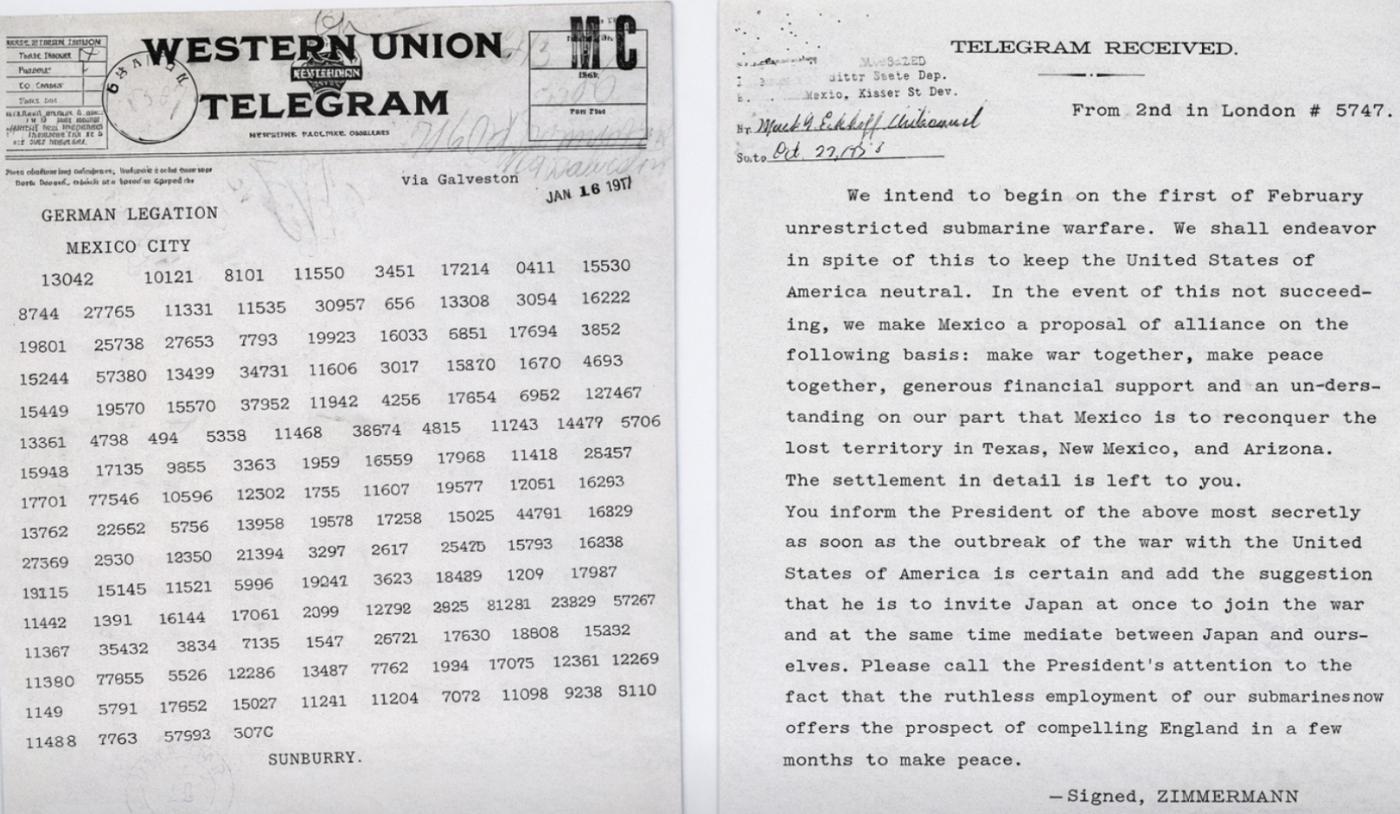 WESTERN UNION
TELEGRAM
MC
via Galveston
JAN 16 1917
GERMAN LEGATION
MEXICO CITY
13042 10121 8101 11550 3451 17214 0411 15530
8744 27765 11331 11535 30957 656 13308 3094 16222
19801 25738 27653 7793 19923 16033 6851 17694 3852
15244 57380 13499 34731 11606 3017 15870 1670 4693
15449 19570 15570 37952 11942 4256 17654 6952 127467
13361 4798 494 5358 11468 38674 4815 11243 14479 5706
15948 17135 9855 3363 1959 16559 17968 11418 28457
17701 77546 10596 12302 1755 11607 19577 12051 16293
13762 22552 5756 13958 19578 17258 15025 44791 16829
27569 2530 12350 21394 3297 2617 25475 15793 16238
19115 15145 11521 5996 19241 3623 18489 1209 17987
11442 1391 16144 17061 2099 12792 2925 81281 23829 57267
11367 35432 3834 7135 1547 26721 17630 18808 15232
11380 77855 5526 12286 13487 7762 1994 17075 12361 12269
1149 5791 17652 15027 11241 11204 7072 11098 9238 S110
11488 7763 57993 307C
SUNBURRY.
TELEGRAM RECEIVED.
Mexio, Kisser St Dev.
From 2nd in London # 5747.
We intend to begin on the first of February
unrestricted submarine warfare. We shall endeavor
in spite of this to keep the United States of
America neutral. In the event of this not succeed-
ing, we make Mexico a proposal of alliance on the
following basis: make war together, make peace
together, generous financial support and an un-ders-
tanding on our part that Mexico is to reconquer the
lost territory in Texas, New Mexico, and Arizona.
The settlement in detail is left to you.
You inform the President of the above most secretly
as soon as the outbreak of the war with the United
States of America is certain and add the suggestion
that he is to invite Japan at once to join the war
and at the same time mediate between Japan and ours-
elves. Please call the President's attention to the
fact that the ruthless employment of our submarines now
offers the prospect of compelling England in a few
months to make peace.
—Signed, ZIMMERMANN